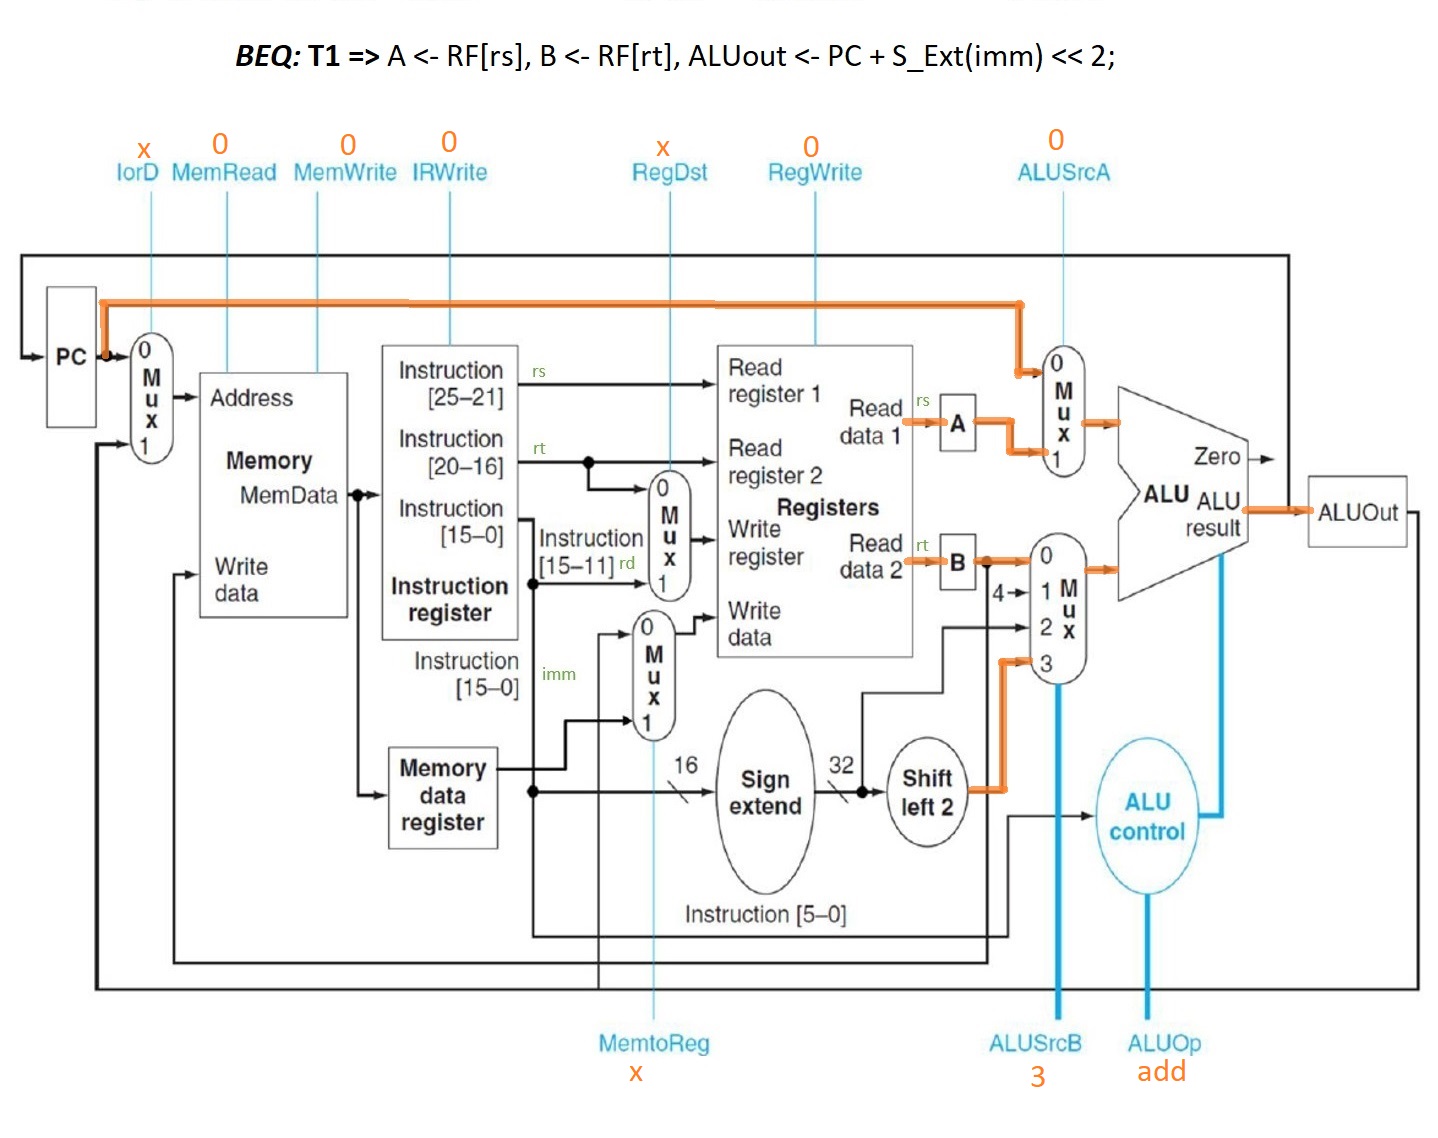 BEQ: T1 => A <- RF[rs], B <- RF[rt], ALUout <- PC + S_Ext(imm) << 2;
x 0 0 0 x 0 0
IorD MemRead MemWrite IRWrite RegDst RegWrite ALUSrcA
PC
0
M
u
x
1
Address
Memory
MemData
Write
data
Instruction
[25–21]
Instruction
[20–16]
Instruction
[15–0]
Instruction
register
rs
rt
Instruction
[15–11] rd
0
M
u
x
1
Read
register 1
Read
register 2
Registers
Write
register
Write
data
Read
data 1
Read
data 2
rs
rt
A
B
0
M
u
x
1
4
0
1 M
u
2 x
3
Zero
ALU ALU
result
ALUOut
Instruction
[15–0]
imm
0
M
u
x
1
Memory
data
register
16
Sign
extend
32
Shift
left 2
ALU
control
Instruction [5–0]
MemtoReg ALUSrcB ALUOp
x 3 add